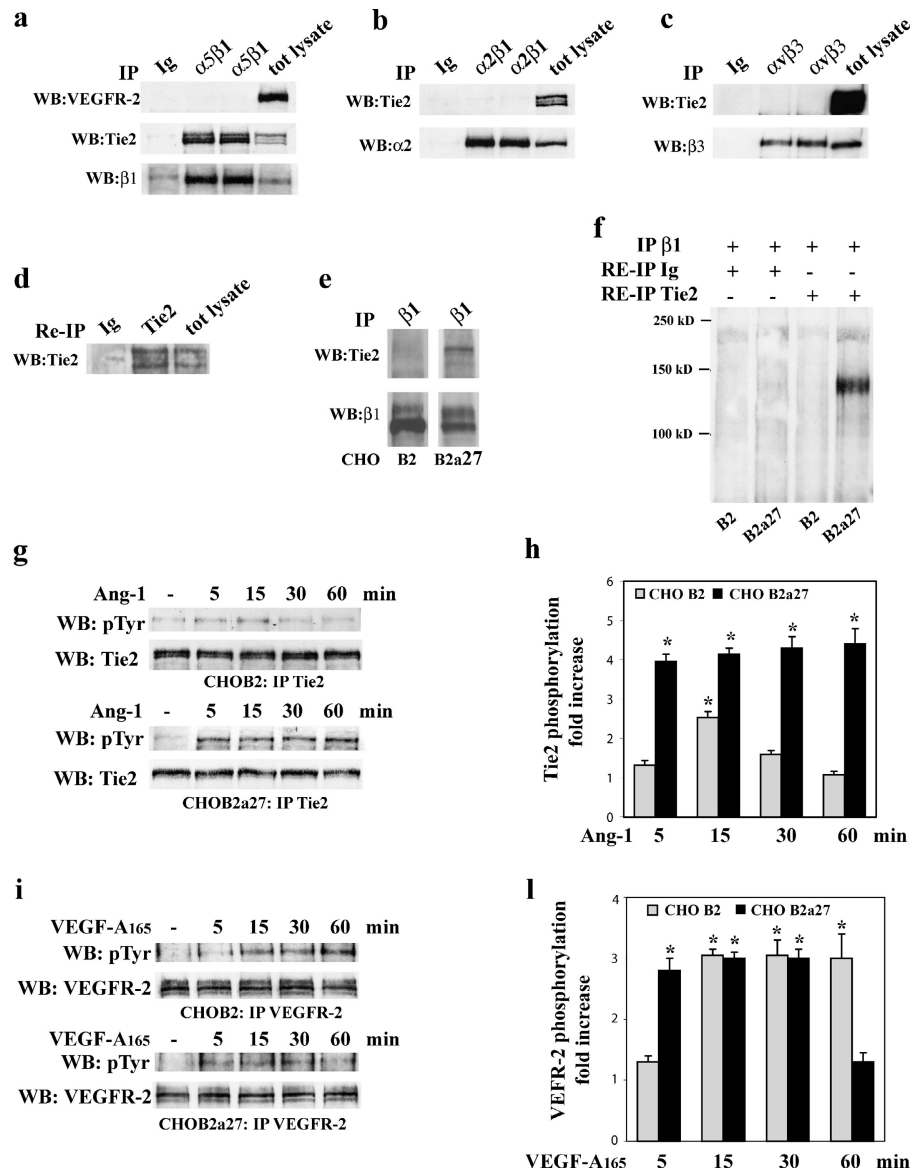 a
IP Ig α5β1 α5β1 tot lysate
WB:VEGFR-2
WB:Tie2
WB:β1
b
IP Ig α2β1 α2β1 tot lysate
WB:Tie2
WB:α2
c
IP Ig αvβ3 αvβ3 tot lysate
WB:Tie2
WB:β3
d
Re-IP Ig Tie2 tot lysate
WB:Tie2
e
IP β1 β1
WB:Tie2
WB:β1
CHO B2 B2a27
f
IP β1 + + + +
RE-IP Ig + + - -
RE-IP Tie2 - - + +
250 kD
150 kD
100 kD
B2 B2a27 B2 B2a27
g
Ang-1 - 5 15 30 60 min
WB: pTyr
WB: Tie2
CHOB2: IP Tie2
Ang-1 - 5 15 30 60 min
WB: pTyr
WB: Tie2
CHOB2a27: IP Tie2
h
Tie2 phosphorylation
fold increase
6
5
4
3
2
1
0
CHO B2 CHO B2a27
* * * * *
Ang-1 5 15 30 60 min
i
VEGF-A165 - 5 15 30 60 min
WB: pTyr
WB: VEGFR-2
CHOB2: IP VEGFR-2
VEGF-A165 - 5 15 30 60 min
WB: pTyr
WB: VEGFR-2
CHOB2a27: IP VEGFR-2
l
VEFR-2 phosphorylation
fold increase
4
3
1
0
CHO B2 CHO B2a27
* * * * * *
VEGF-A165 5 15 30 60 min